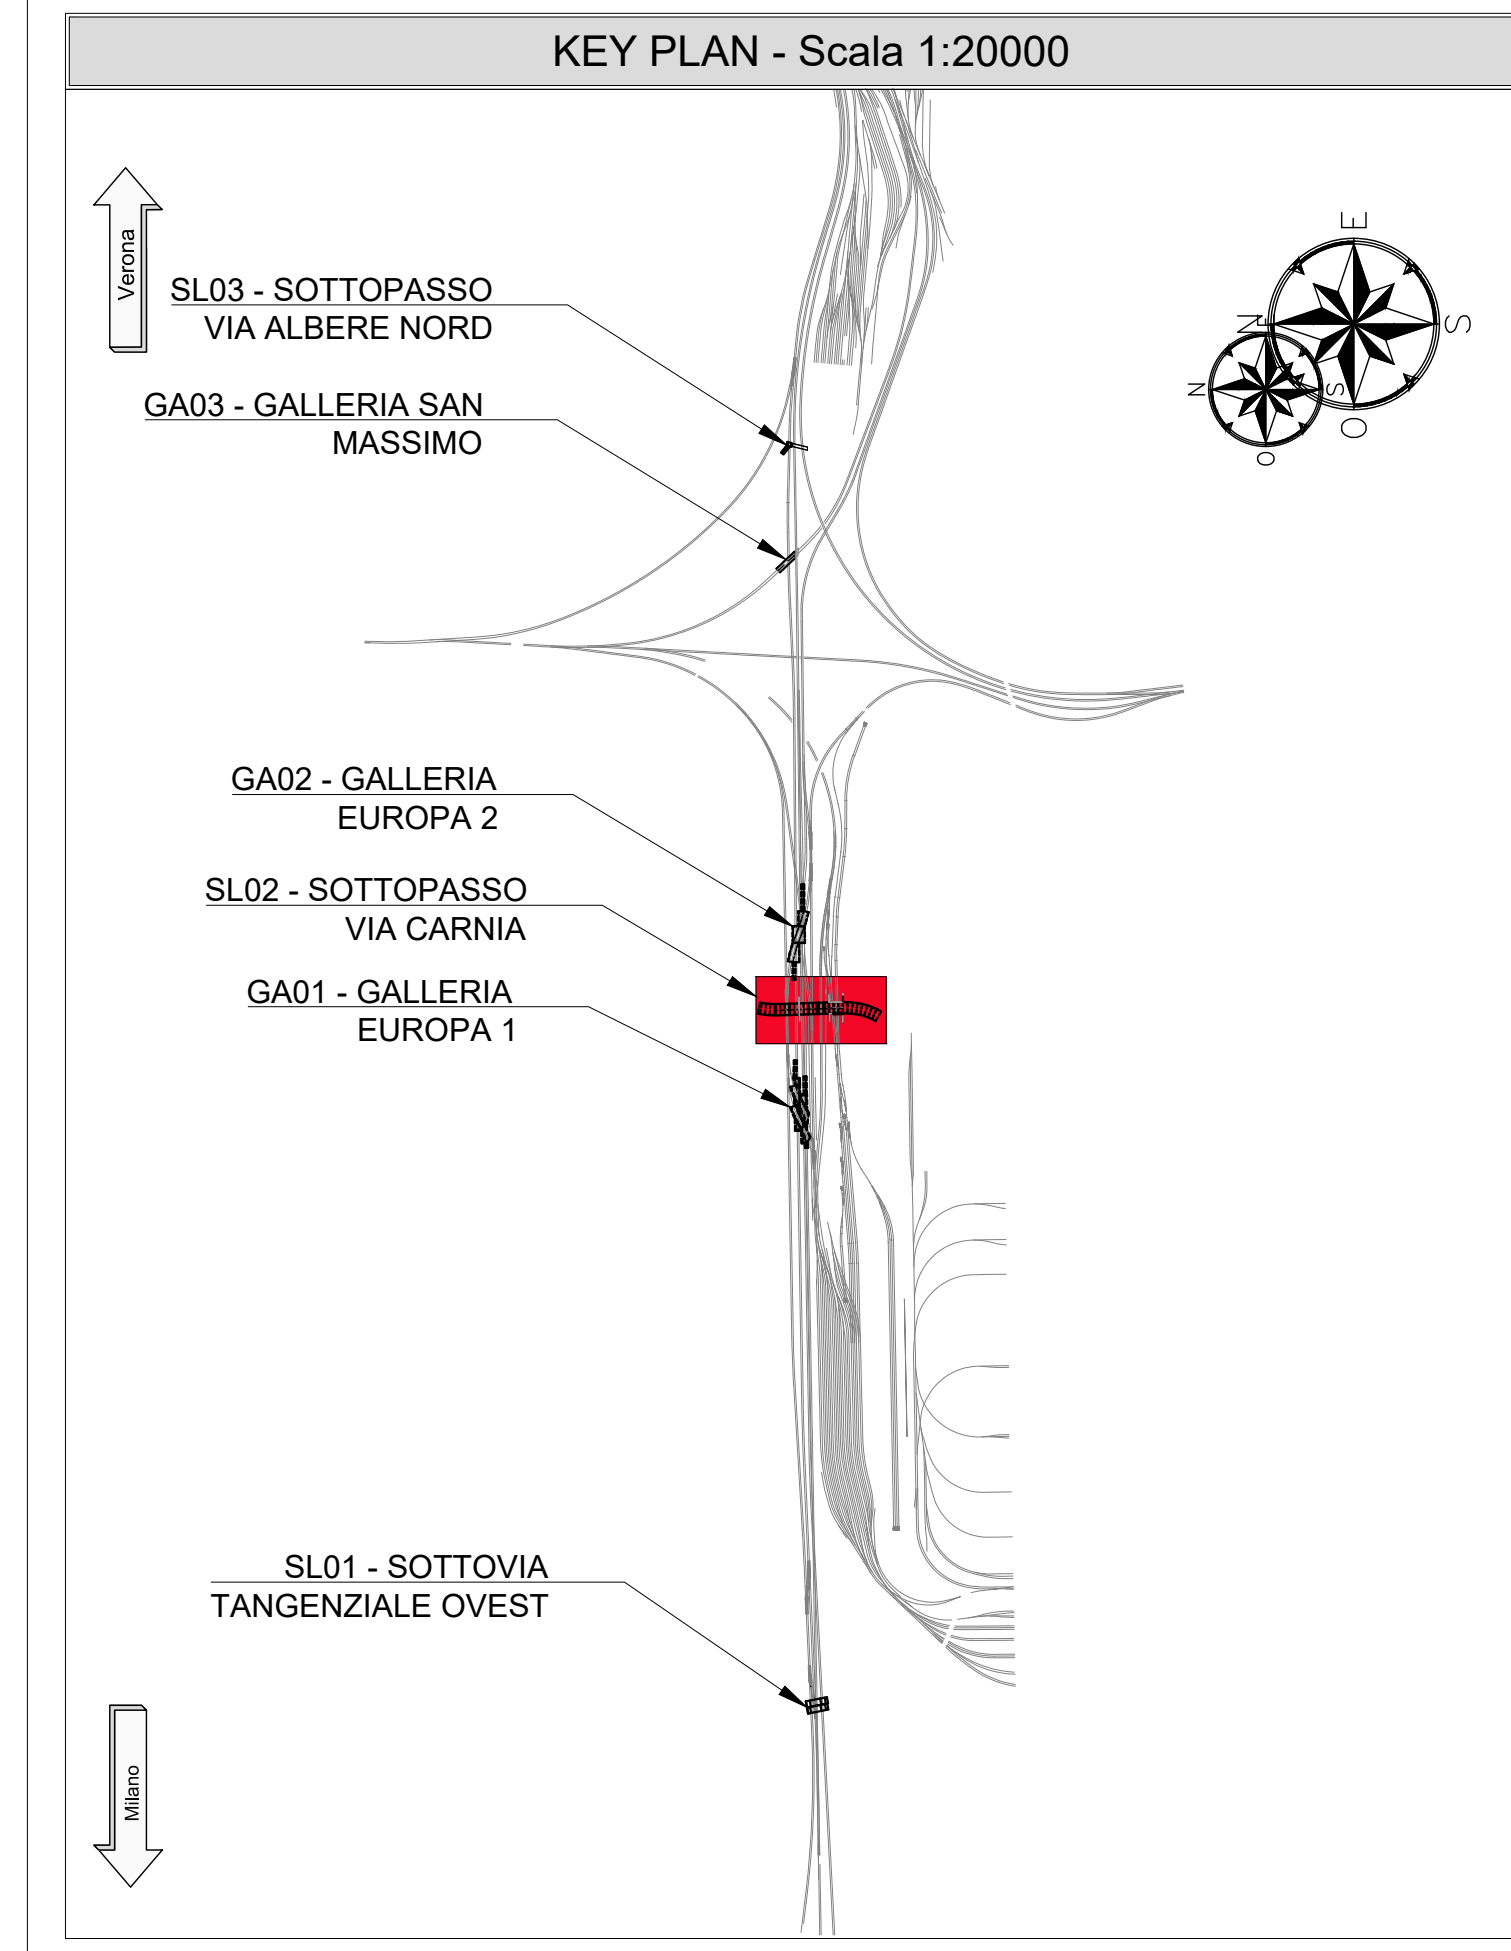 KEY PLAN - Scala 1:20000
Verona
SL03 - SOTTOPASSO
VIA ALBERE NORD
GA03 - GALLERIA SAN
MASSIMO
E
N
S
O
E
N
S
O
GA02 - GALLERIA
EUROPA 2
SL02 - SOTTOPASSO
VIA CARNIA
GA01 - GALLERIA
EUROPA 1
SL01 - SOTTOVIA
TANGENZIALE OVEST
Milano